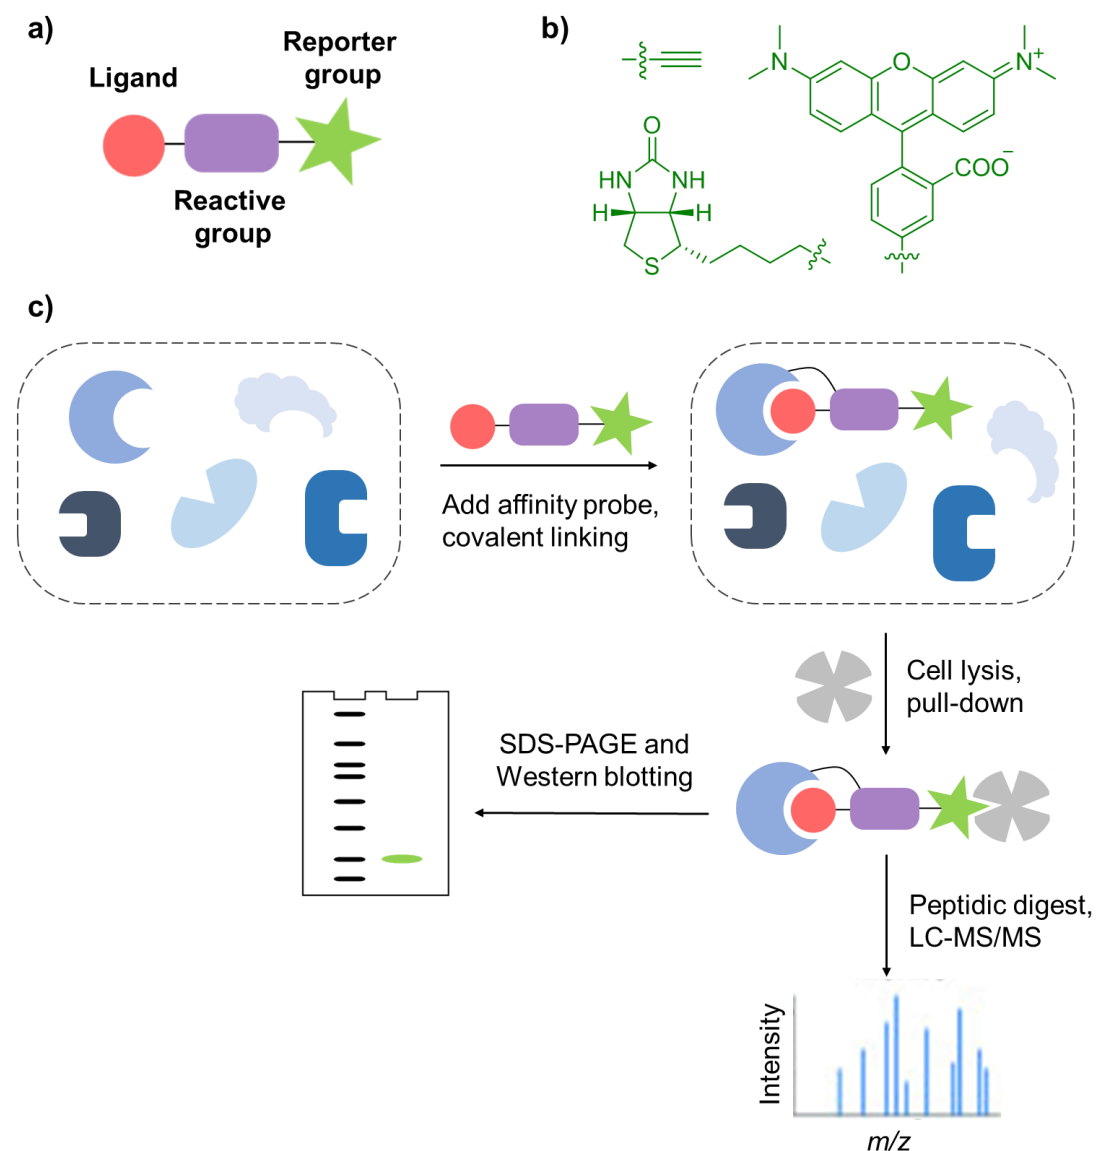 a)
Ligand
Reporter
group
Reactive
group
b)
N
O
N+
COO−
O
HN
NH
H
H
S
c)
Add affinity probe,
covalent linking
Cell lysis,
pull-down
SDS-PAGE and
Western blotting
Peptidic digest,
LC-MS/MS
Intensity
m/z